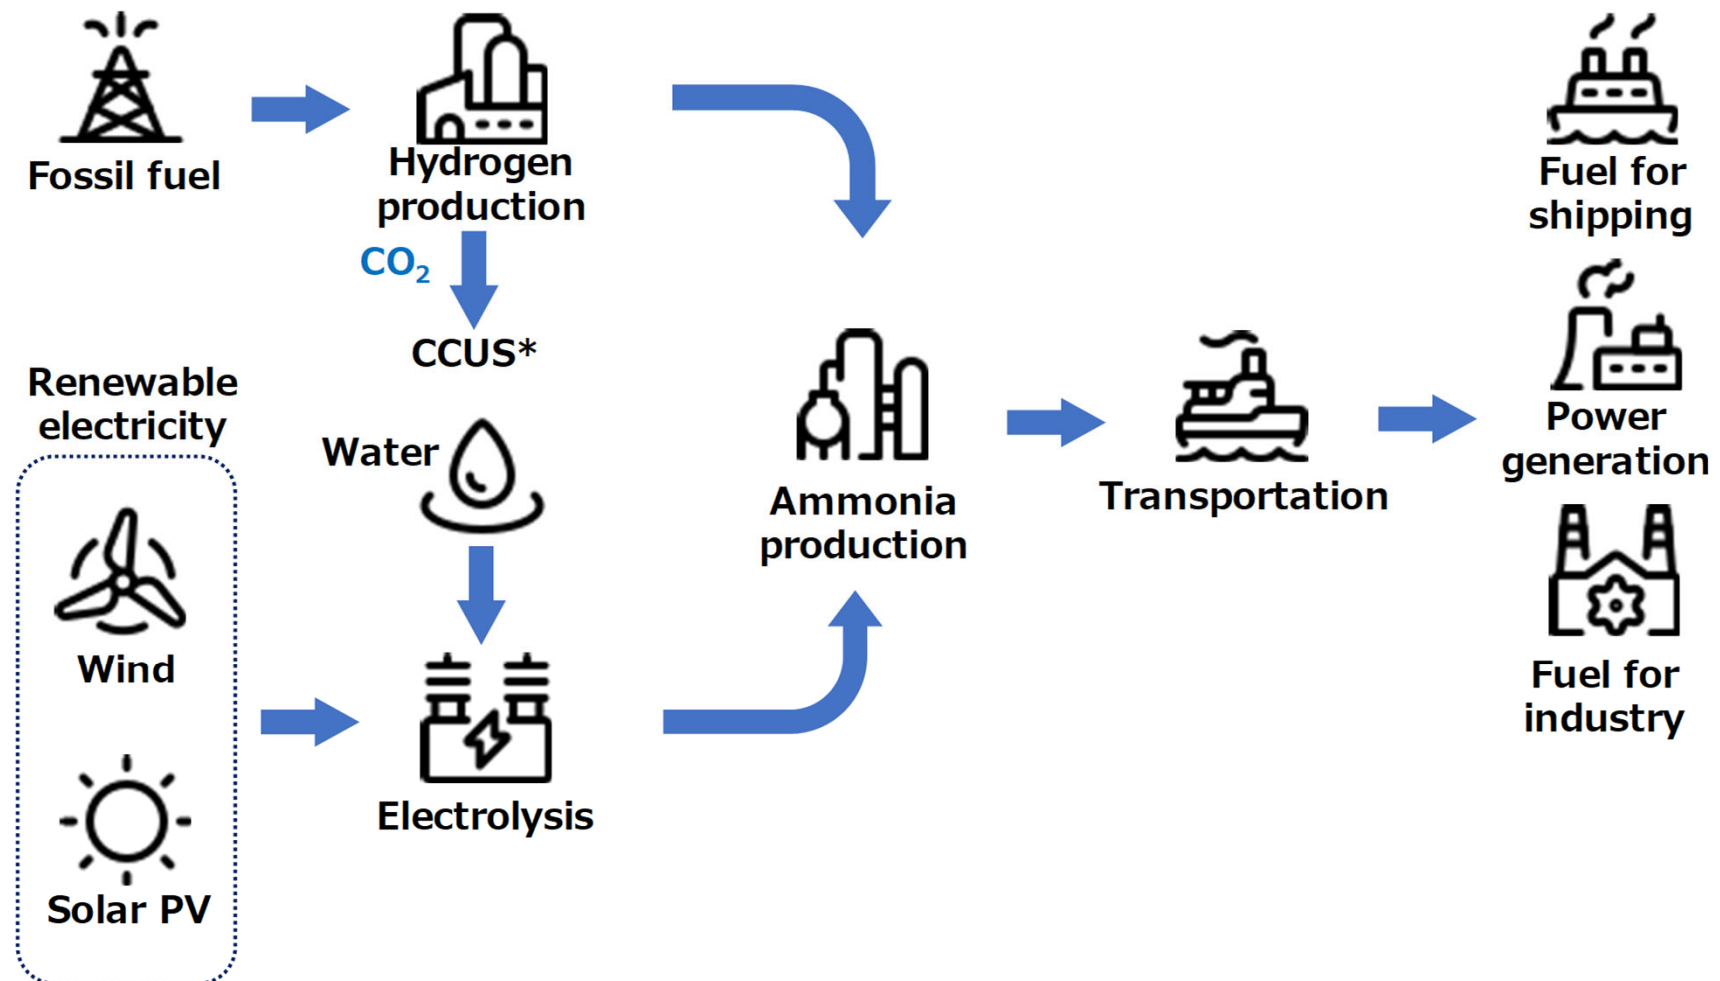 Fossil fuel
Hydrogen
production
CO₂
CCUS*
Renewable
electricity
Wind
Solar PV
Water
Electrolysis
Ammonia
production
Transportation
Fuel for
shipping
Power
generation
Fuel for
industry